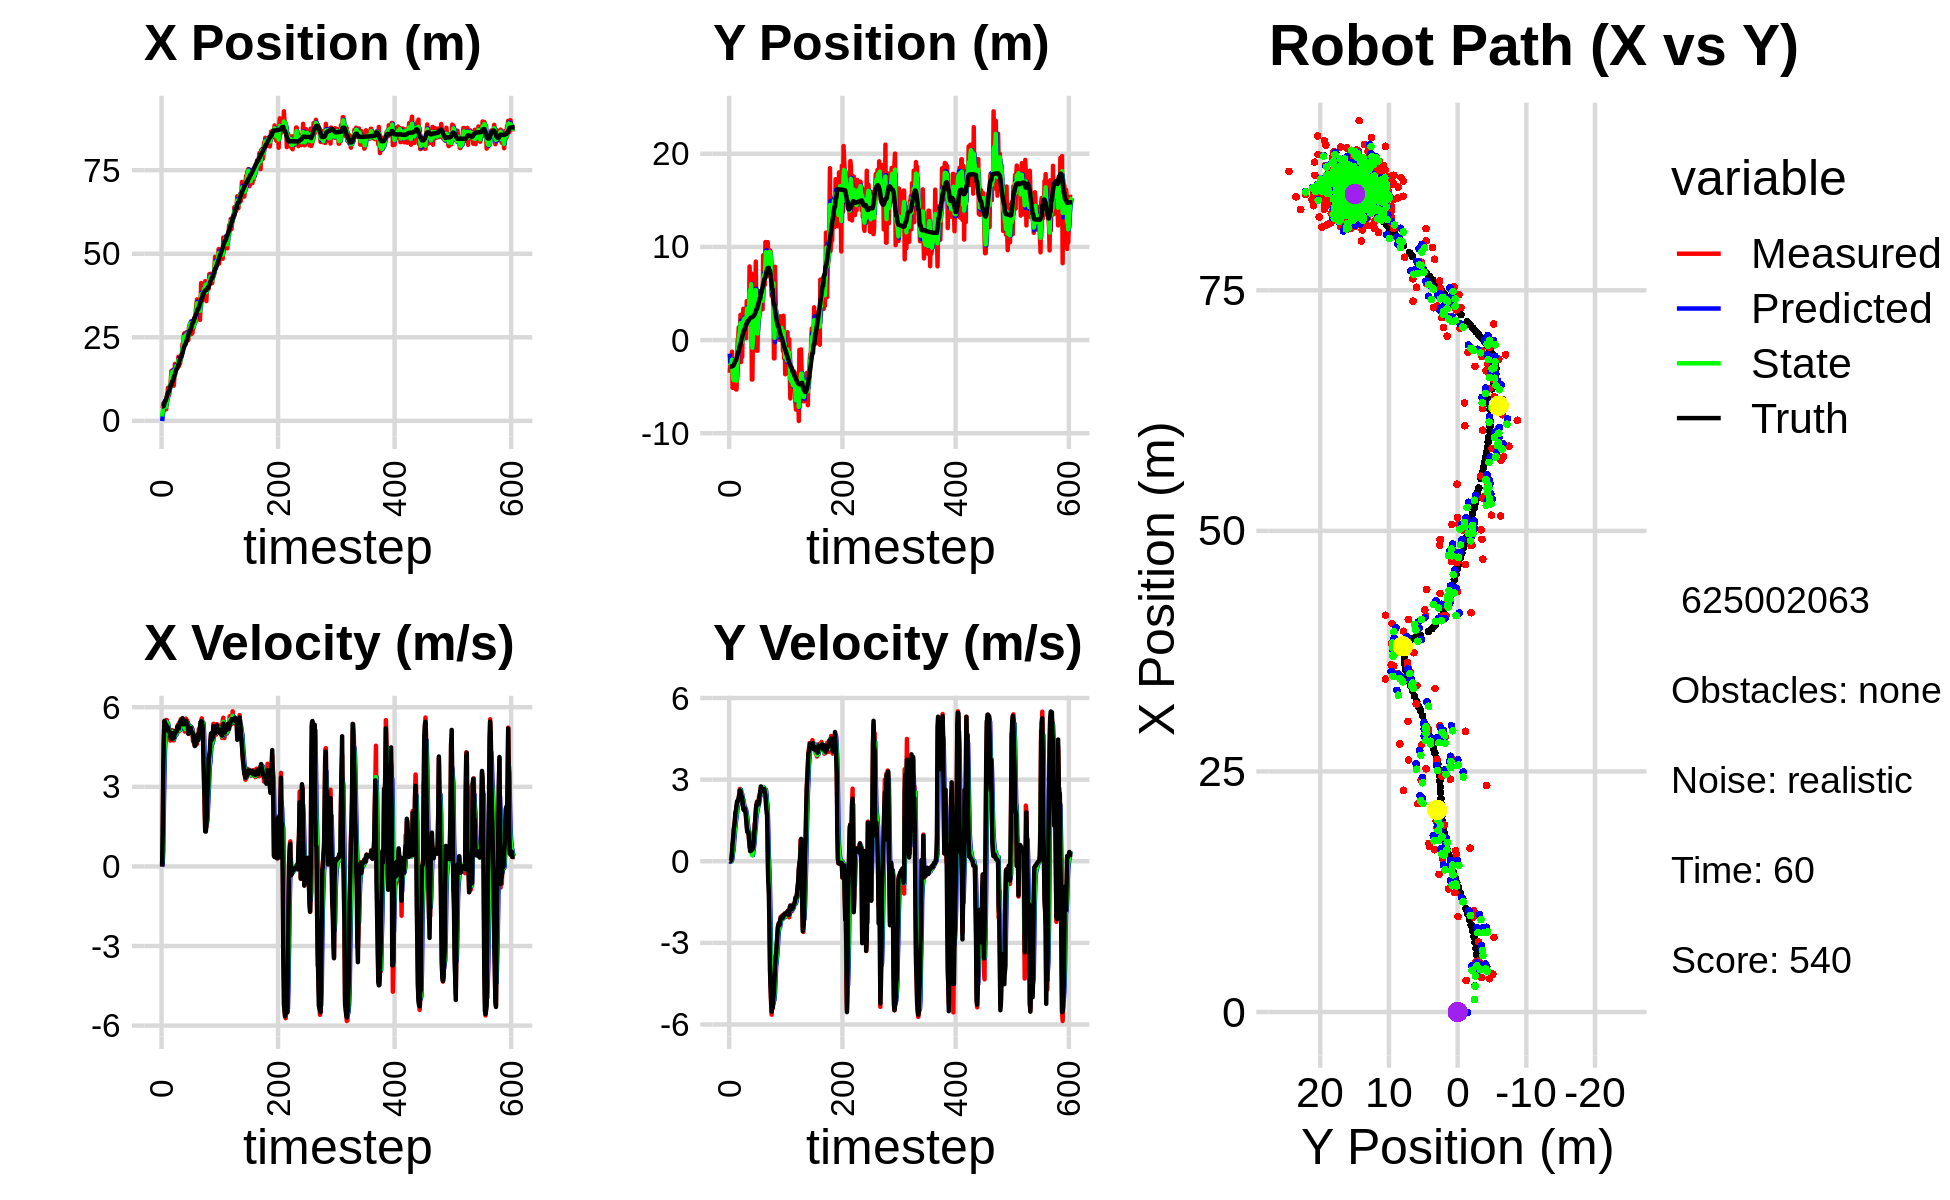 X Position (m)
75
50
25
0
0
200
400
600
timestep
Y Position (m)
20
10
0
-10
0
200
400
600
timestep
X Velocity (m/s)
6
3
0
-3
-6
0
200
400
600
timestep
Y Velocity (m/s)
6
3
0
-3
-6
0
200
400
600
timestep
Robot Path (X vs Y)
X Position (m)
75
50
25
0
20 10 0 -10 -20
Y Position (m)
variable
Measured
Predicted
State
Truth
625002063
Obstacles: none
Noise: realistic
Time: 60
Score: 540